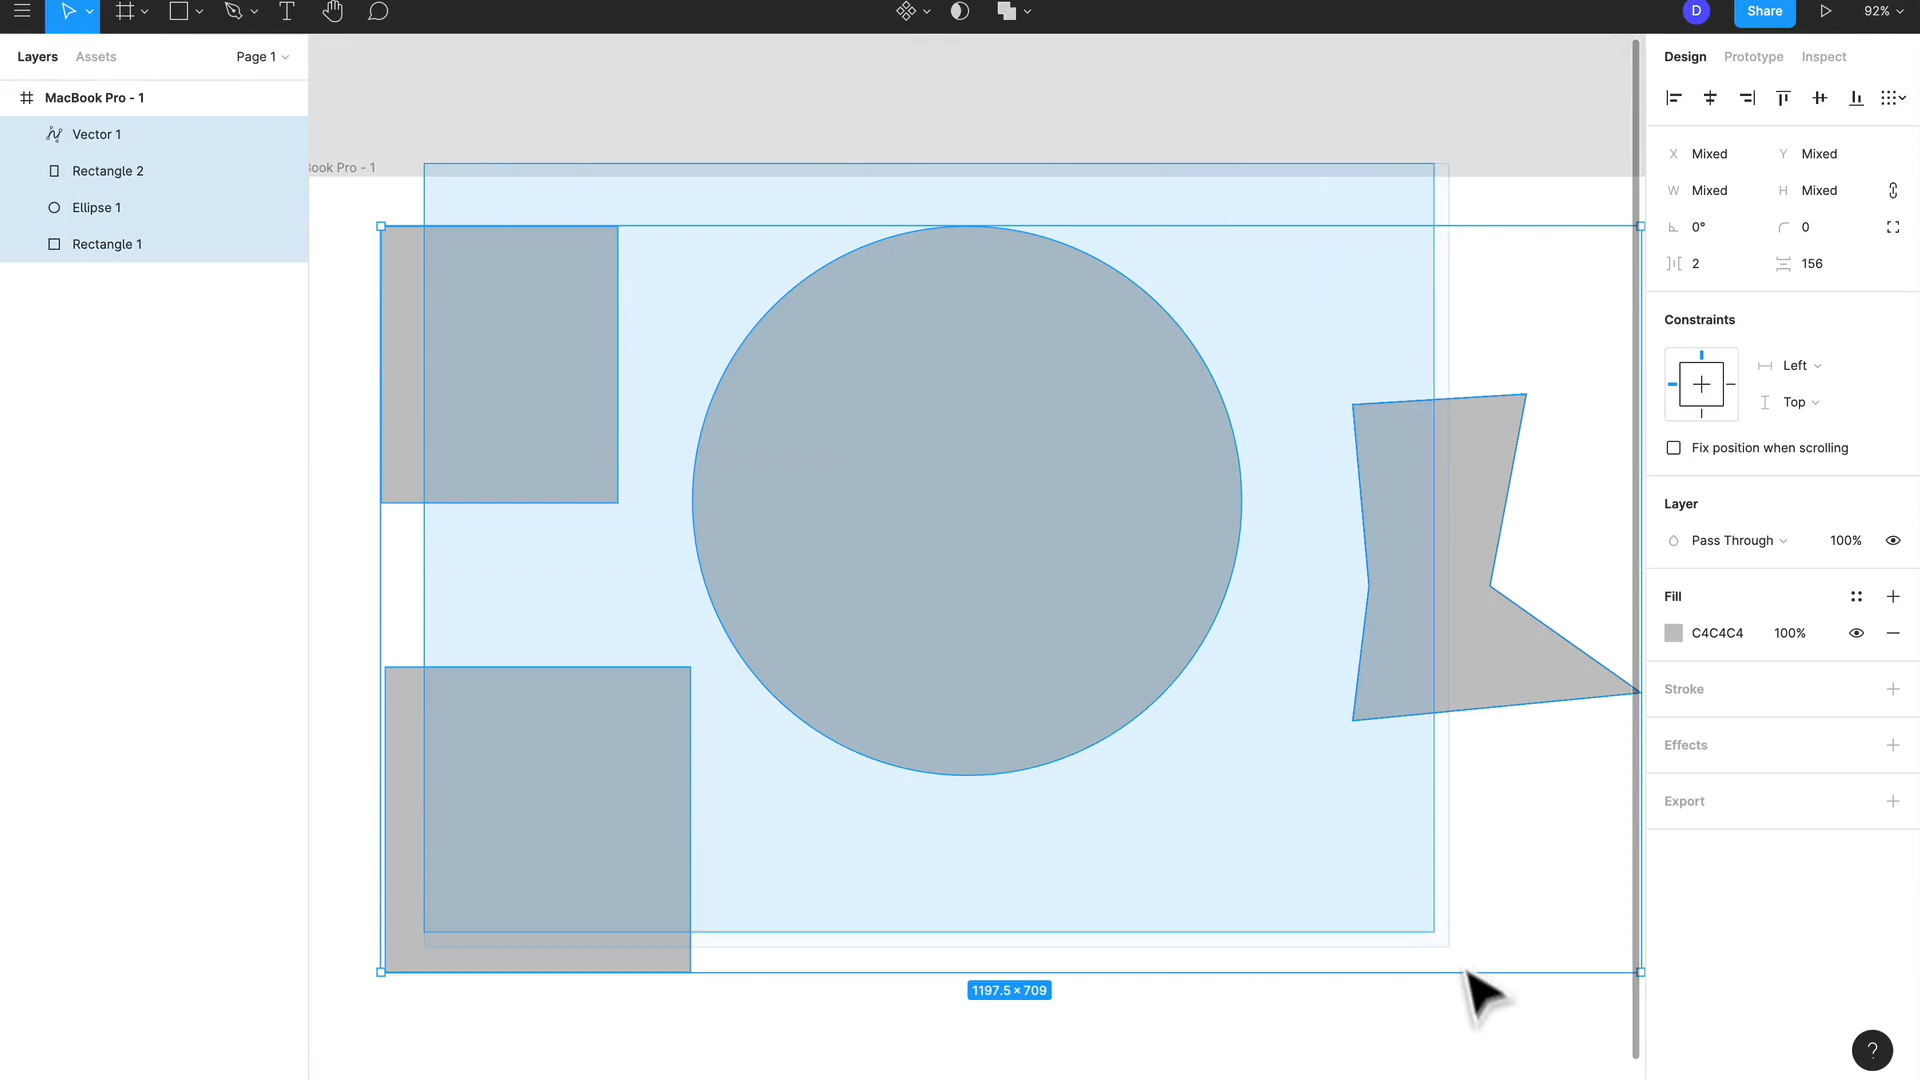 D
Share
92%
Layers
Assets
Page 1
Design
Prototype
Inspect
MacBook Pro - 1
Vector 1
Rectangle 2
Ellipse 1
Rectangle 1
Book Pro - 1
X Mixed
Y Mixed
W Mixed
H Mixed
0°
0
2
156
Constraints
Left
Top
Fix position when scrolling
Layer
Pass Through
100%
Fill
C4C4C4
100%
Stroke
Effects
Export
1197.5 × 709
?